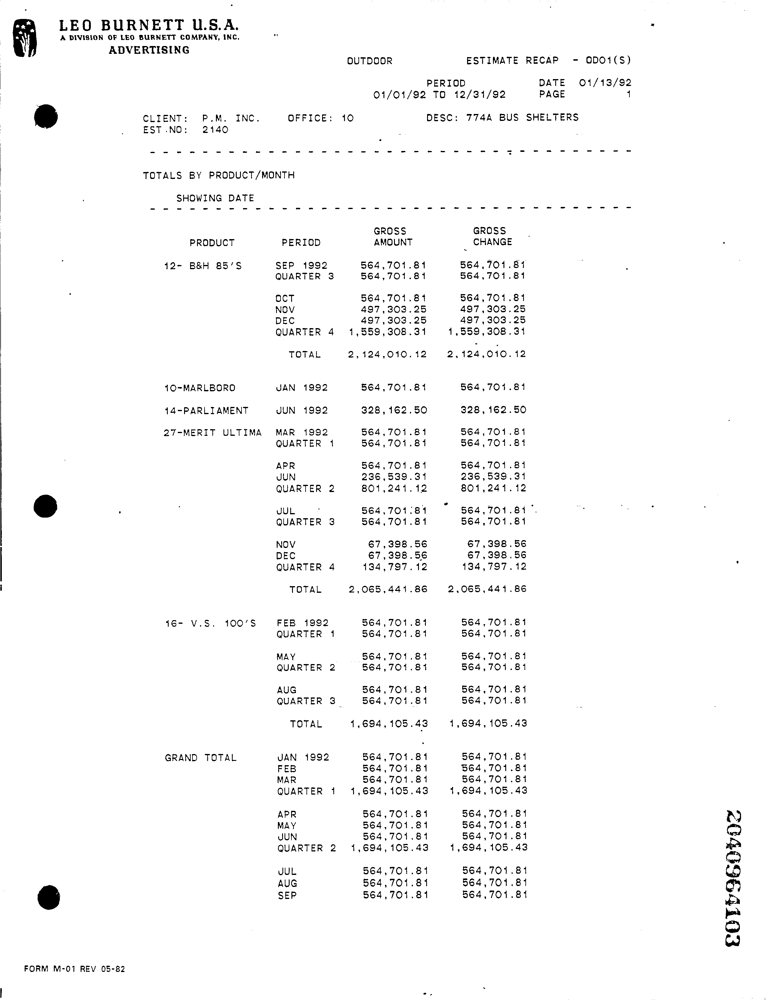 LEO BURNETT U.S.A.
A DIVISION OF LEO BURNETT COMPANY, INC.
ADVERTISING
OUTDOOR ESTIMATE RECAP - OD01(S)
PERIOD DATE 01/13/92
01/01/92 TO 12/31/92 PAGE 1
CLIENT: P.M. INC. OFFICE: 10 DESC: 774A BUS SHELTERS
EST.NO: 2140
TOTALS BY PRODUCT/MONTH
SHOWING DATE
GROSS GROSS
PRODUCT PERIOD AMOUNT CHANGE
12- B&H 85'S SEP 1992 564,701.81 564,701.81
QUARTER 3 564,701.81 564,701.81
OCT 564,701.81 564,701.81
NOV 497,303.25 497,303.25
DEC 497,303.25 497,303.25
QUARTER 4 1,559,308.31 1,559,308.31
TOTAL 2,124,010.12 2,124,010.12
10-MARLBORO JAN 1992 564,701.81 564,701.81
14-PARLIAMENT JUN 1992 328,162.50 328,162.50
27-MERIT ULTIMA MAR 1992 564,701.81 564,701.81
QUARTER 1 564,701.81 564,701.81
APR 564,701.81 564,701.81
JUN 236,539.31 236,539.31
QUARTER 2 801,241.12 801,241.12
JUL 564,701.81 564,701.81
QUARTER 3 564,701.81 564,701.81
NOV 67,398.56 67,398.56
DEC 67,398.56 67,398.56
QUARTER 4 134,797.12 134,797.12
TOTAL 2,065,441.86 2,065,441.86
16- V.S. 100'S FEB 1992 564,701.81 564,701.81
QUARTER 1 564,701.81 564,701.81
MAY 564,701.81 564,701.81
QUARTER 2 564,701.81 564,701.81
AUG 564,701.81 564,701.81
QUARTER 3 564,701.81 564,701.81
TOTAL 1,694,105.43 1,694,105.43
GRAND TOTAL JAN 1992 564,701.81 564,701.81
FEB 564,701.81 564,701.81
MAR 564,701.81 564,701.81
QUARTER 1 1,694,105.43 1,694,105.43
APR 564,701.81 564,701.81
MAY 564,701.81 564,701.81
JUN 564,701.81 564,701.81
QUARTER 2 1,694,105.43 1,694,105.43
JUL 564,701.81 564,701.81
AUG 564,701.81 564,701.81
SEP 564,701.81 564,701.81
2040964103
FORM M-01 REV 05-82